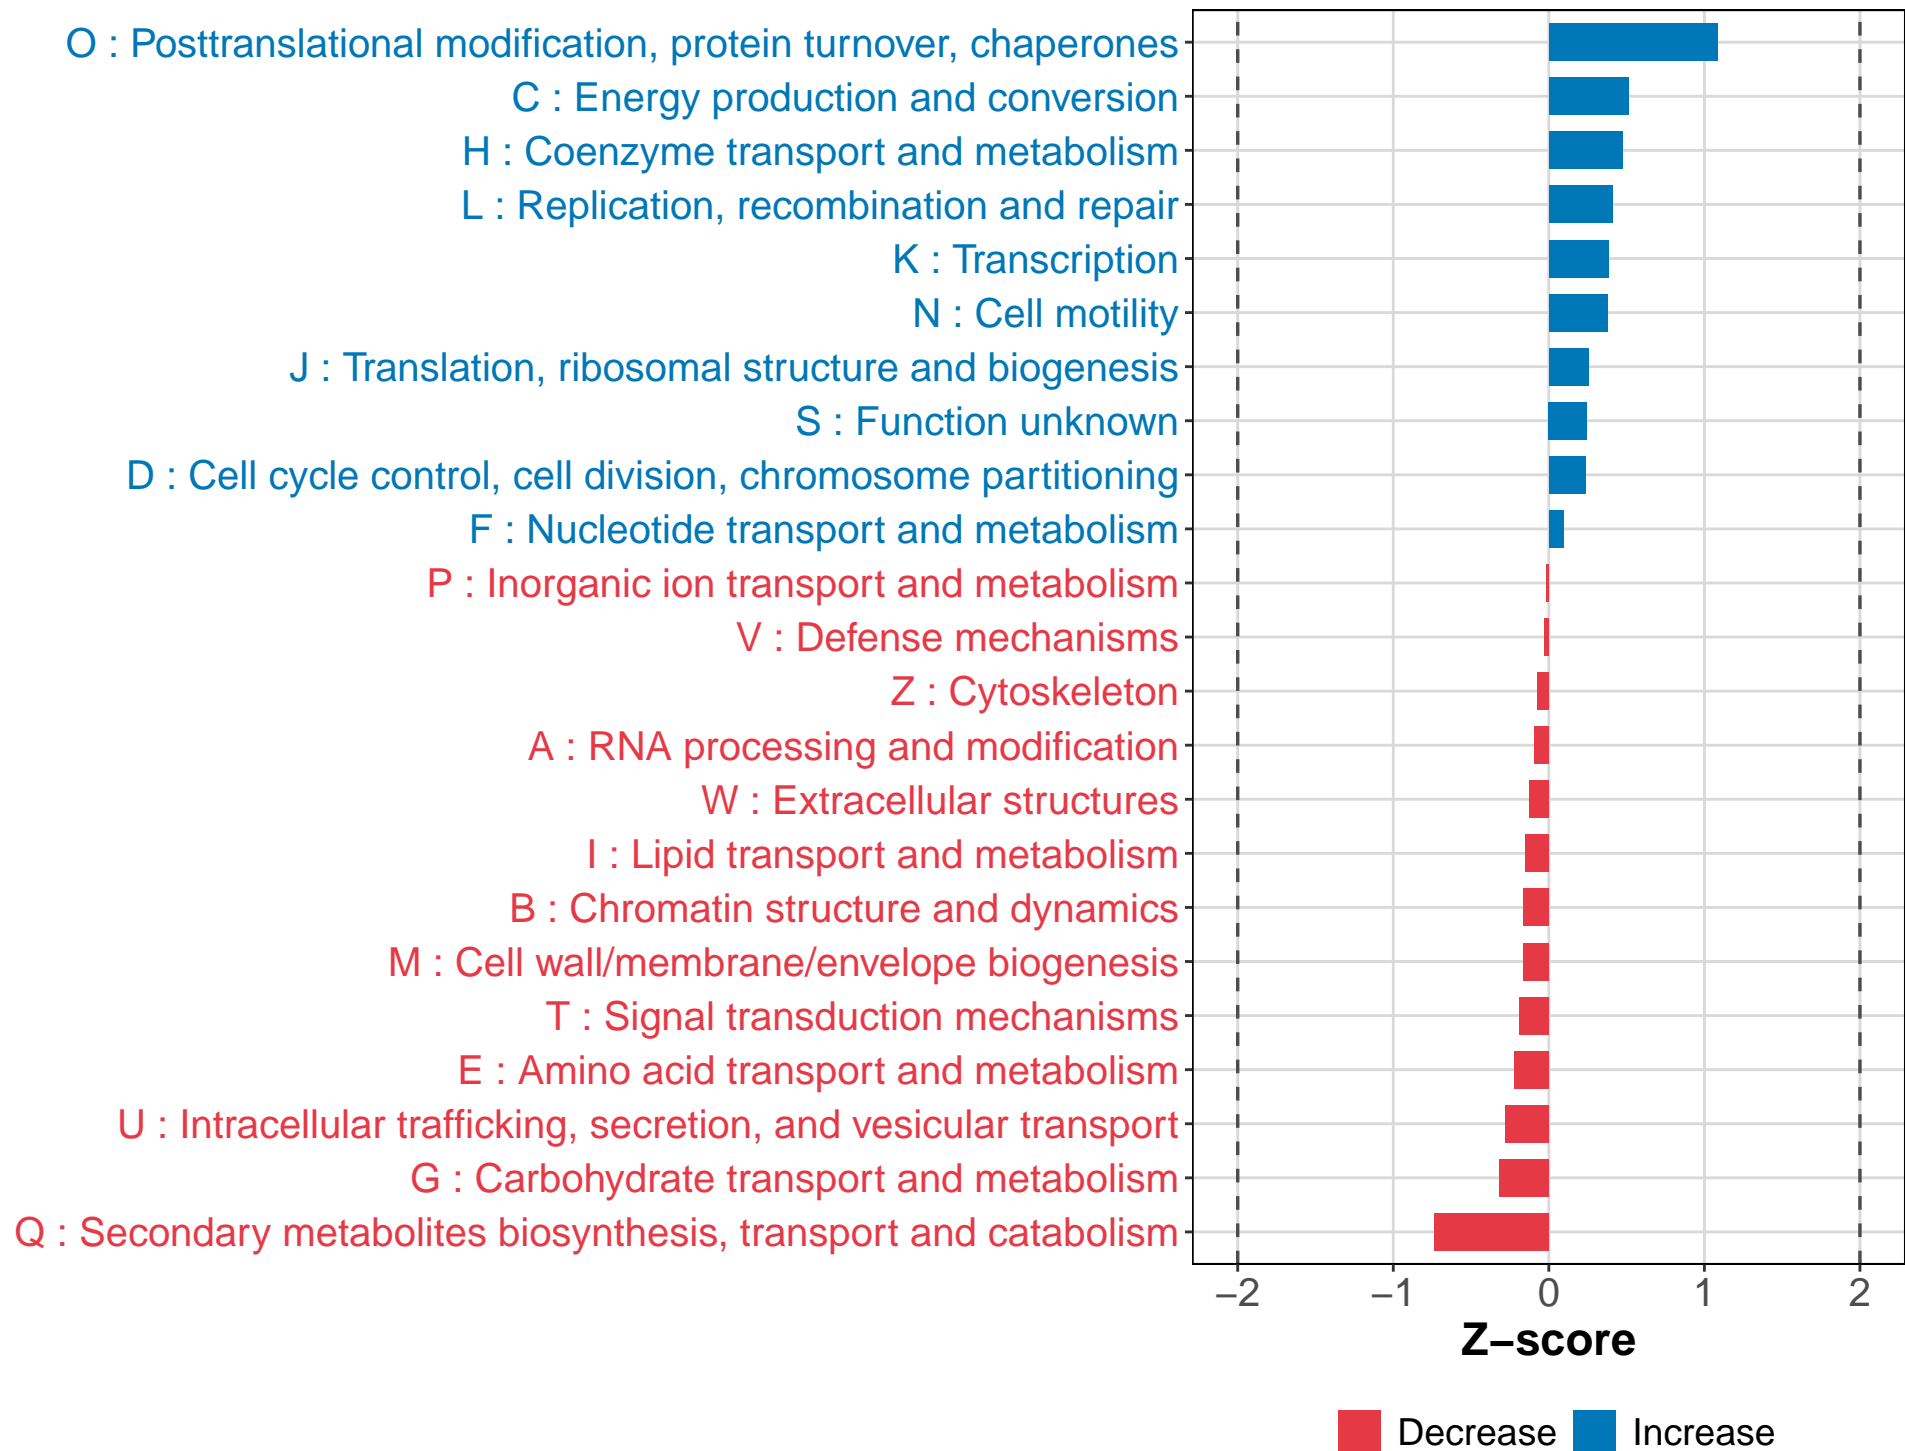 O : Posttranslational modification, protein turnover, chaperones
C : Energy production and conversion
H : Coenzyme transport and metabolism
L : Replication, recombination and repair
K : Transcription
N : Cell motility
J : Translation, ribosomal structure and biogenesis
S : Function unknown
D : Cell cycle control, cell division, chromosome partitioning
F : Nucleotide transport and metabolism
P : Inorganic ion transport and metabolism
V : Defense mechanisms
Z : Cytoskeleton
A : RNA processing and modification
W : Extracellular structures
I : Lipid transport and metabolism
B : Chromatin structure and dynamics
M : Cell wall/membrane/envelope biogenesis
T : Signal transduction mechanisms
E : Amino acid transport and metabolism
U : Intracellular trafficking, secretion, and vesicular transport
G : Carbohydrate transport and metabolism
Q : Secondary metabolites biosynthesis, transport and catabolism
−2 −1 0 1 2
Z−score
Decrease Increase